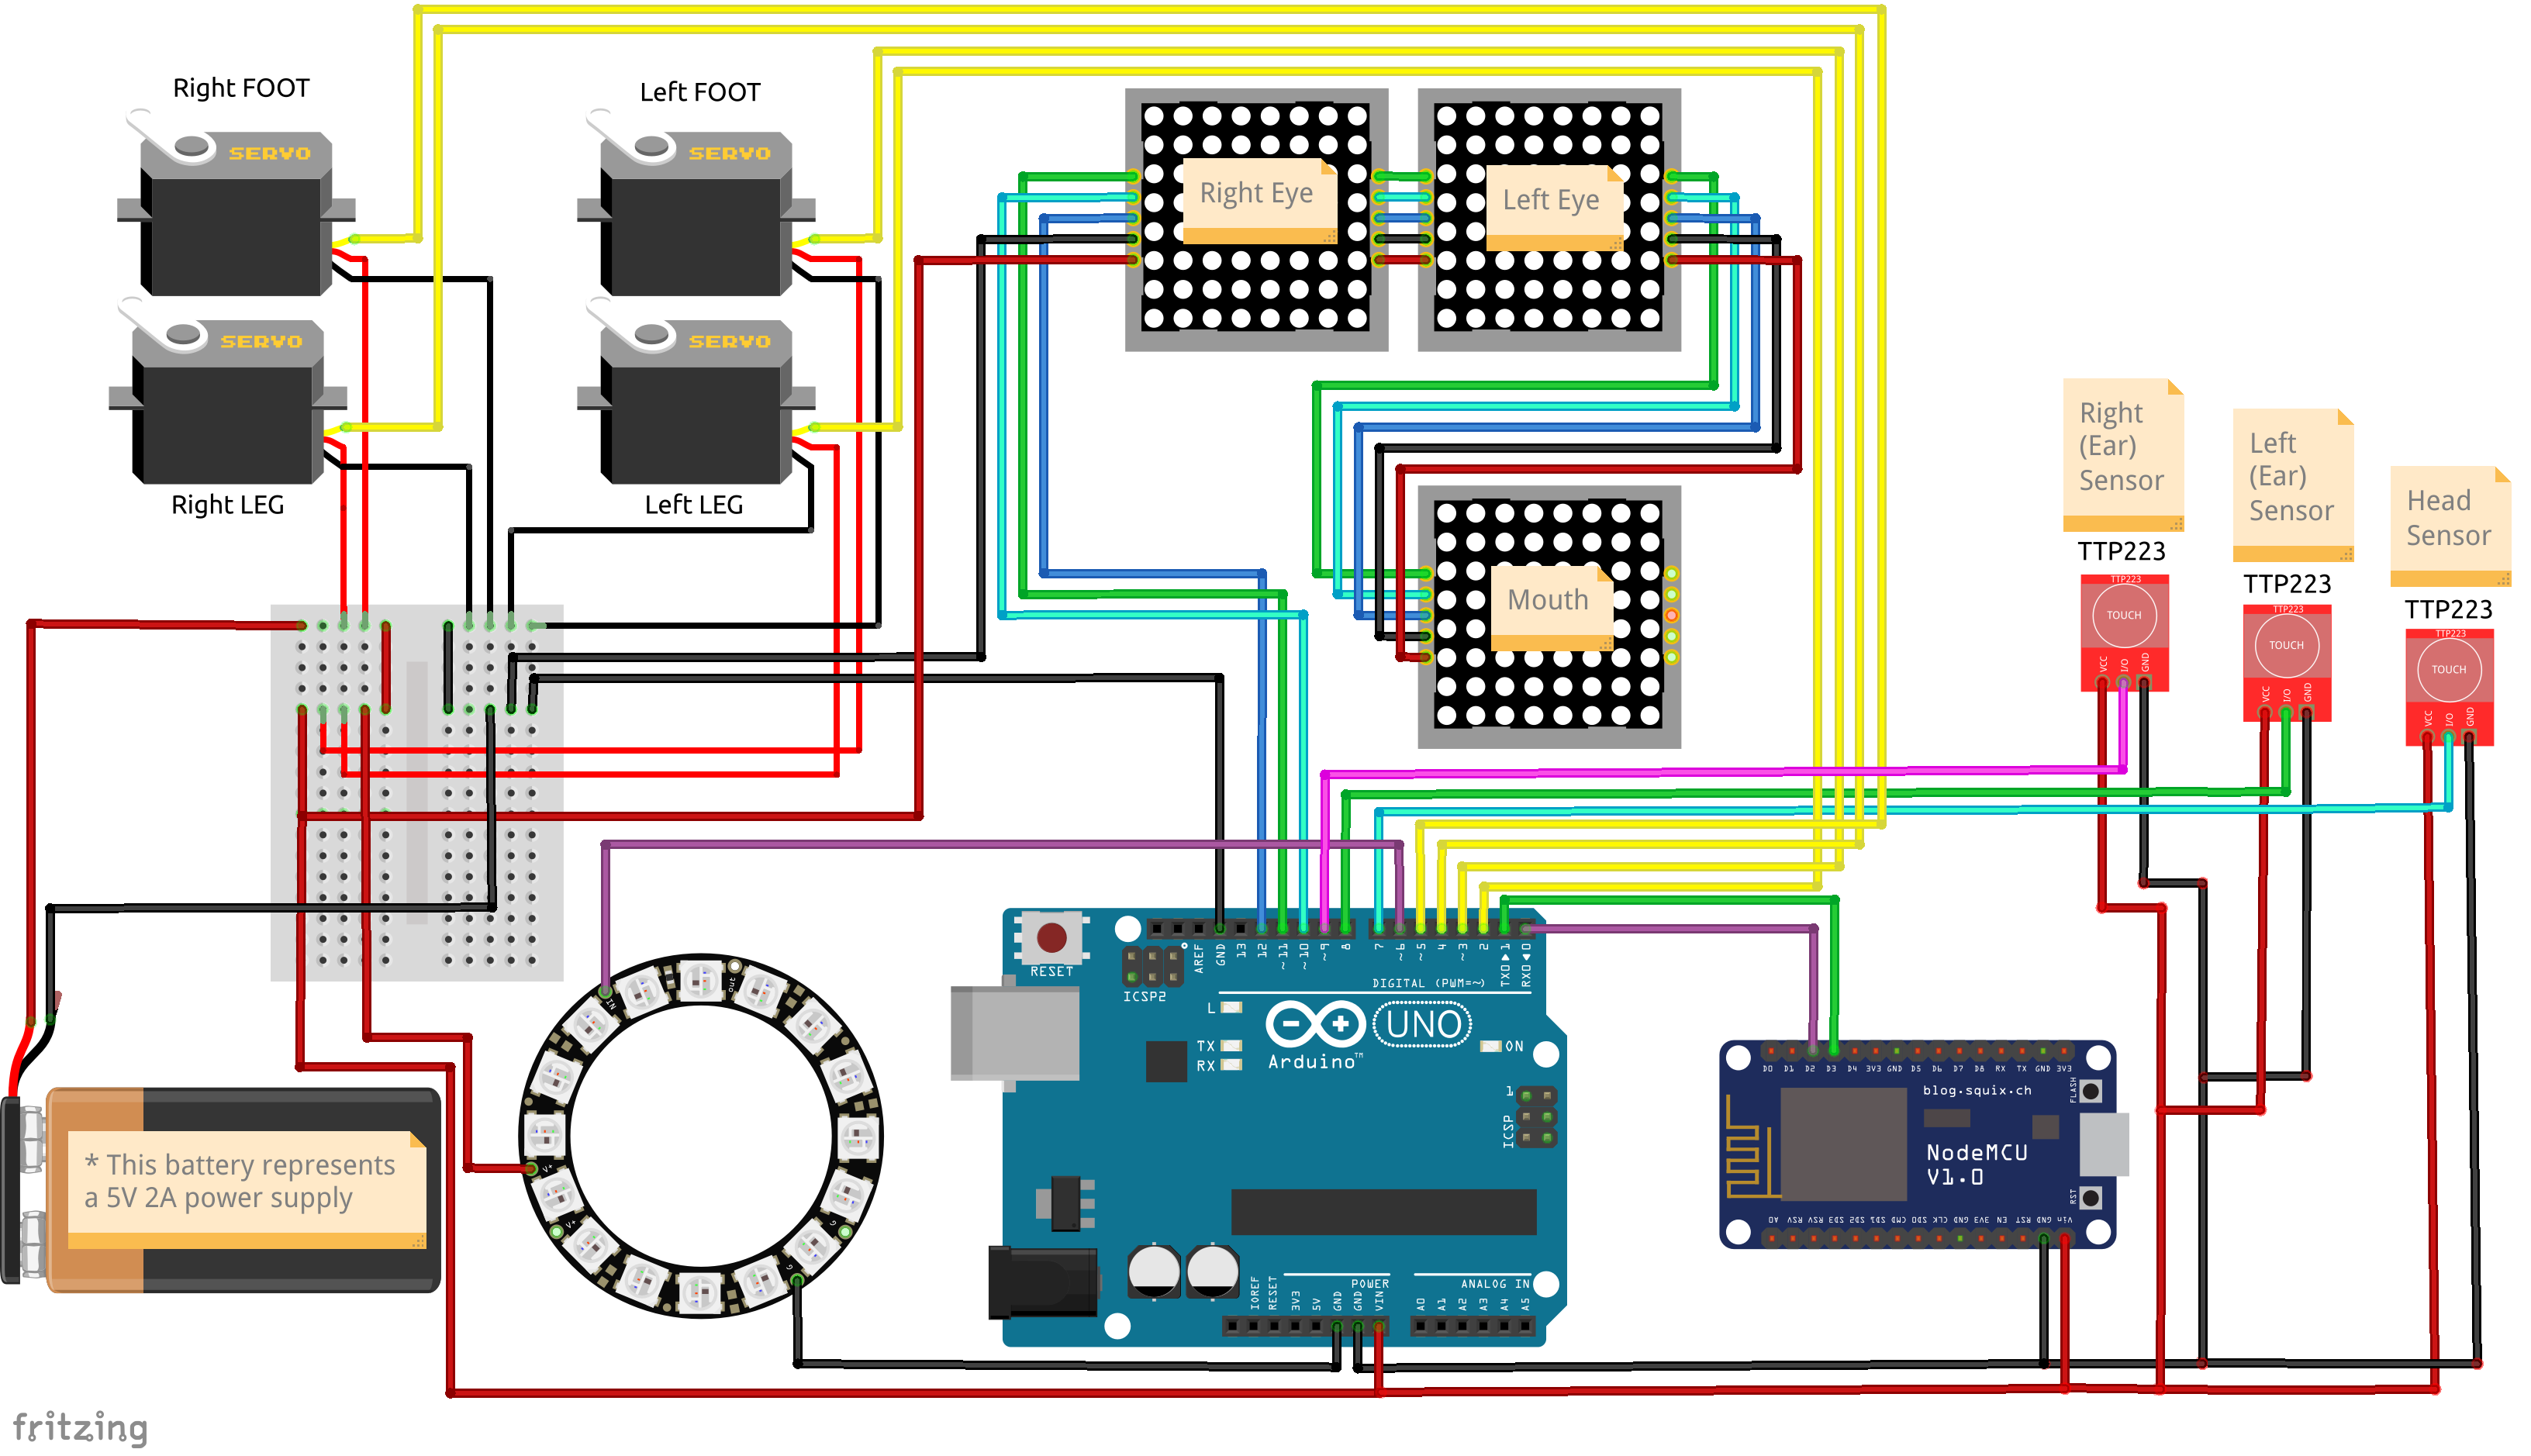 Right FOOT
Left FOOT
SERVO
SERVO
Right Eye
Left Eye
SERVO
SERVO
Right LEG
Left LEG
Right
(Ear)
Sensor
Left
(Ear)
Sensor
Head
Sensor
TTP223
TTP223
TTP223
TTP223
TOUCH
VCC
I/O
GND
TTP223
TOUCH
VCC
I/O
GND
TTP223
TOUCH
VCC
I/O
GND
Mouth
RESET
ICSP2
AREF
GND
13
12
~11
~10
~9
8
7
~6
~5
4
~3
2
TX0▶1
RX0◀0
DIGITAL (PWM=~)
L
TX
RX
Arduino™
UNO
ON
1
ICSP
IOREF
RESET
3V3
5V
GND
GND
VIN
POWER
ANALOG IN
A0
A1
A2
A3
A4
A5
IN
Out
V+
V+
G
G
D0 D1 D2 D3 D4 3V3 GND D5 D6 D7 D8 RX TX GND 3V3
blog.squix.ch
FLASH
NodeMCU
V1.0
RST
A0 RSV RSV SD3 SD2 SD1 CMD SD0 CLK GND 3V3 EN RST GND Vin
* This battery represents
a 5V 2A power supply
fritzing